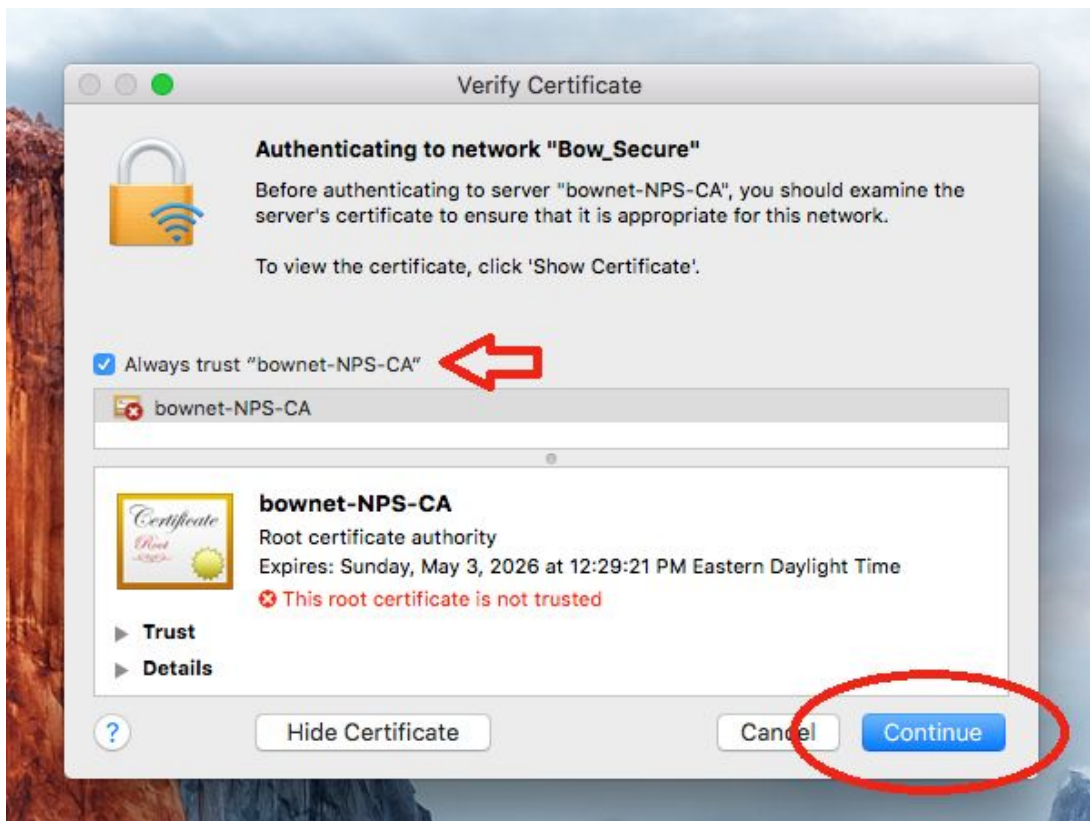 Verify Certificate
Authenticating to network "Bow_Secure"
Before authenticating to server "bownet-NPS-CA", you should examine the
server's certificate to ensure that it is appropriate for this network.
To view the certificate, click 'Show Certificate'.
Always trust “bownet-NPS-CA”
bownet-NPS-CA
Certificate
Root
bownet-NPS-CA
Root certificate authority
Expires: Sunday, May 3, 2026 at 12:29:21 PM Eastern Daylight Time
This root certificate is not trusted
Trust
Details
?
Hide Certificate
Cancel
Continue